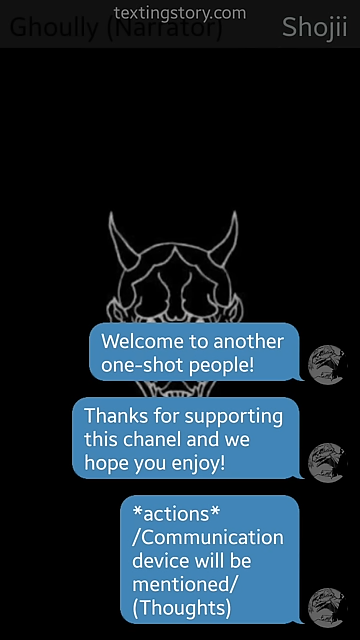 textingstory.com
Ghoully (Narrator)
Shojii
Welcome to another
one-shot people!
Thanks for supporting
this chanel and we
hope you enjoy!
*actions*
/Communication
device will be
mentioned/
(Thoughts)